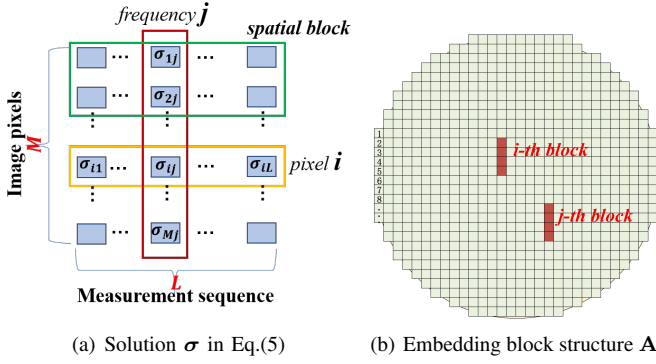 frequency j
spatial block
σ1j
σ2j
σi1 σij σiL
pixel i
σMj
Image pixels
M
L
Measurement sequence
(a) Solution σ in Eq.(5)
1
2
3
4
5
6
7
8
i-th block
j-th block
(b) Embedding block structure A